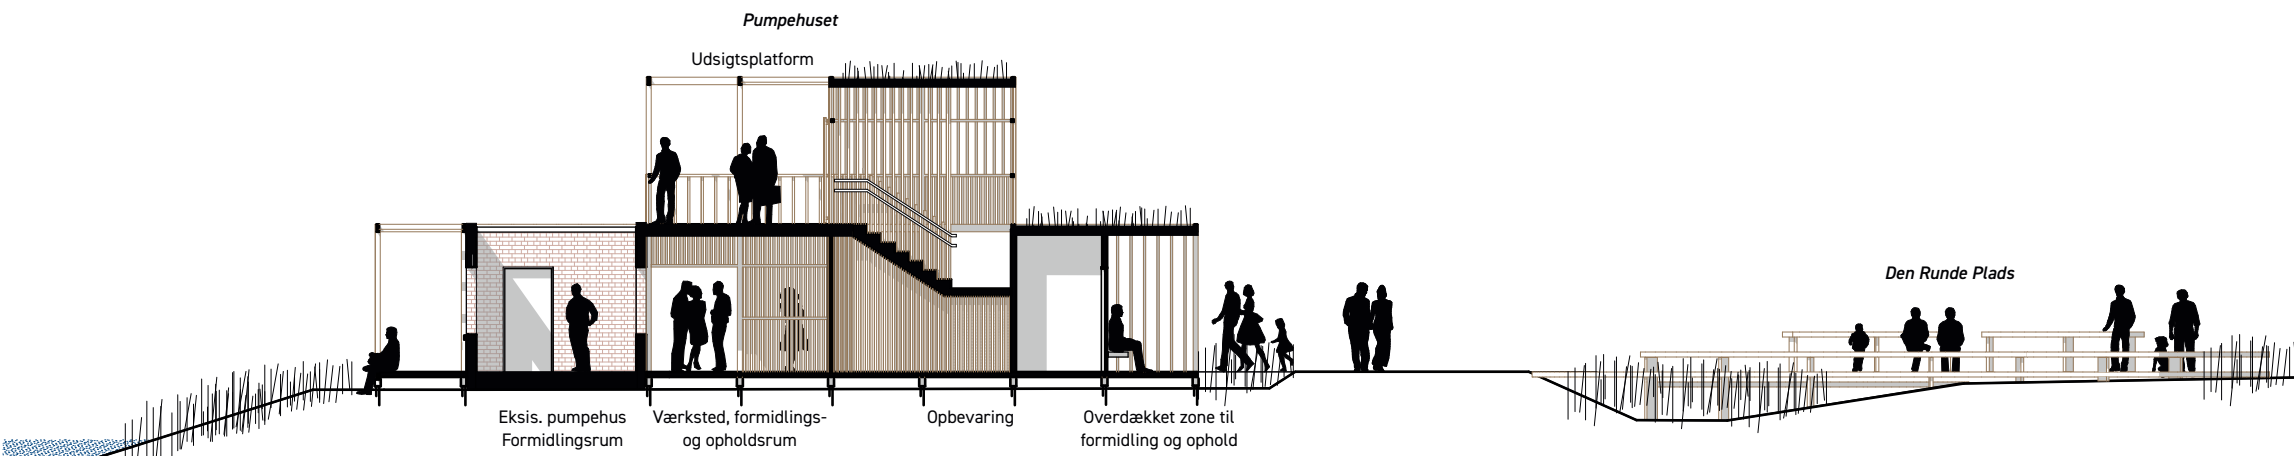 Pumpehuset
Udsigtsplatform
Den Runde Plads
Eksis. pumpehus
Formidlingsrum
Værksted, formidlings-
og opholdsrum
Opbevaring
Overdækket zone til
formidling og ophold